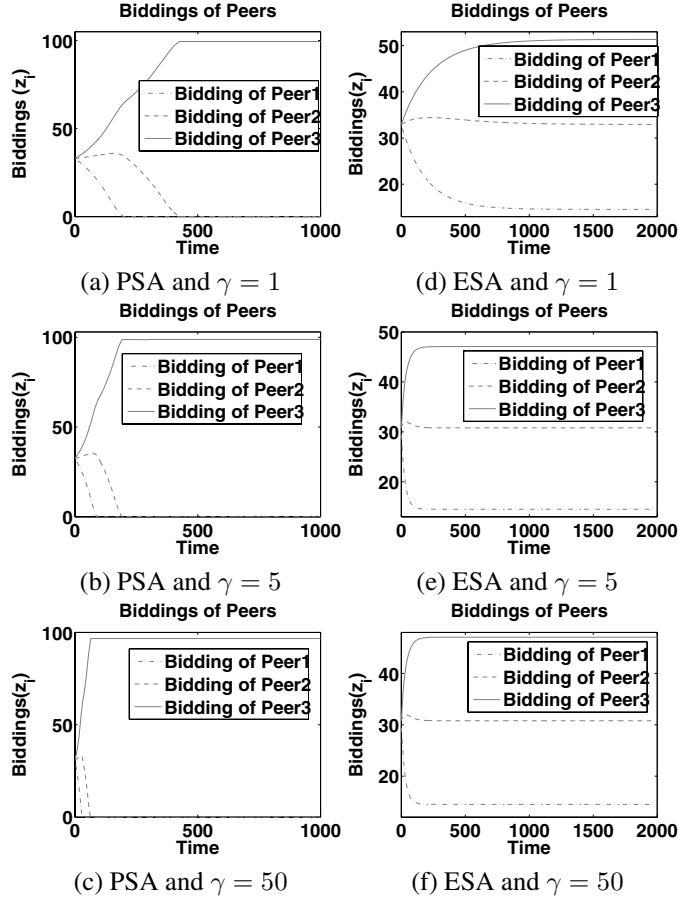 Biddings of Peers
Biddings (z_i)
100
50
0
Bidding of Peer1
Bidding of Peer2
Bidding of Peer3
0
500
1000
Time
(a) PSA and γ = 1
Biddings of Peers
Biddings(z_i)
50
40
30
20
Bidding of Peer1
Bidding of Peer2
Bidding of Peer3
0
500
1000
1500
2000
Time
(d) ESA and γ = 1
Biddings of Peers
Biddings(z_i)
100
50
0
Bidding of Peer1
Bidding of Peer2
Bidding of Peer3
0
500
1000
Time
(b) PSA and γ = 5
Biddings of Peers
Biddings(z_i)
50
40
30
20
Bidding of Peer1
Bidding of Peer2
Bidding of Peer3
0
500
1000
1500
2000
Time
(e) ESA and γ = 5
Biddings of Peers
Biddings(z_i)
100
50
0
Bidding of Peer1
Bidding of Peer2
Bidding of Peer3
0
500
1000
Time
(c) PSA and γ = 50
Biddings of Peers
Biddings(z_i)
40
30
20
Bidding of Peer1
Bidding of Peer2
Bidding of Peer3
0
500
1000
1500
2000
Time
(f) ESA and γ = 50